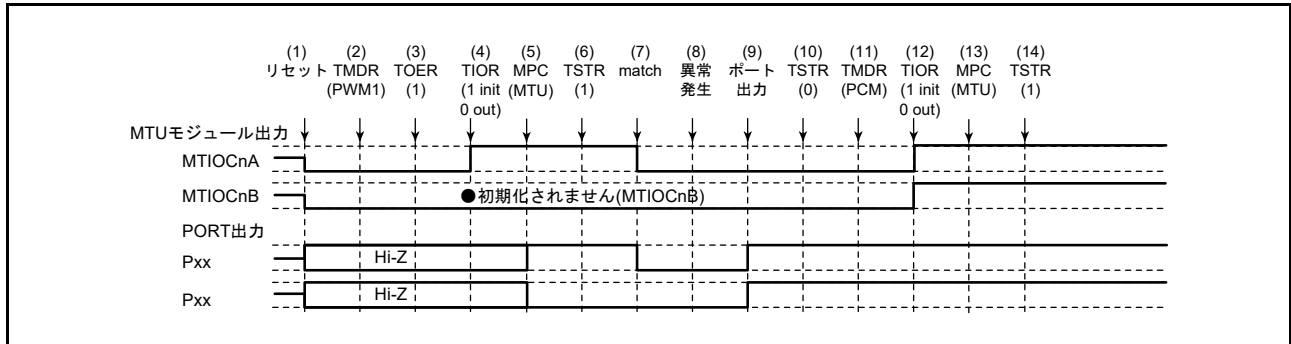 (1) (2) (3) (4) (5) (6) (7) (8) (9) (10) (11) (12) (13) (14)
リセット TMDR TOER TIOR MPC TSTR match 異常 ポート TSTR TMDR TIOR MPC TSTR
(PWM1) (1) (1 init (MTU) (1) 発生 出力 (0) (PCM) (1 init (MTU) (1)
0 out) 0 out)
MTUモジュール出力
MTIOCnA
MTIOCnB ●初期化されません(MTIOCnB)
PORT出力
Pxx Hi-Z
Pxx Hi-Z